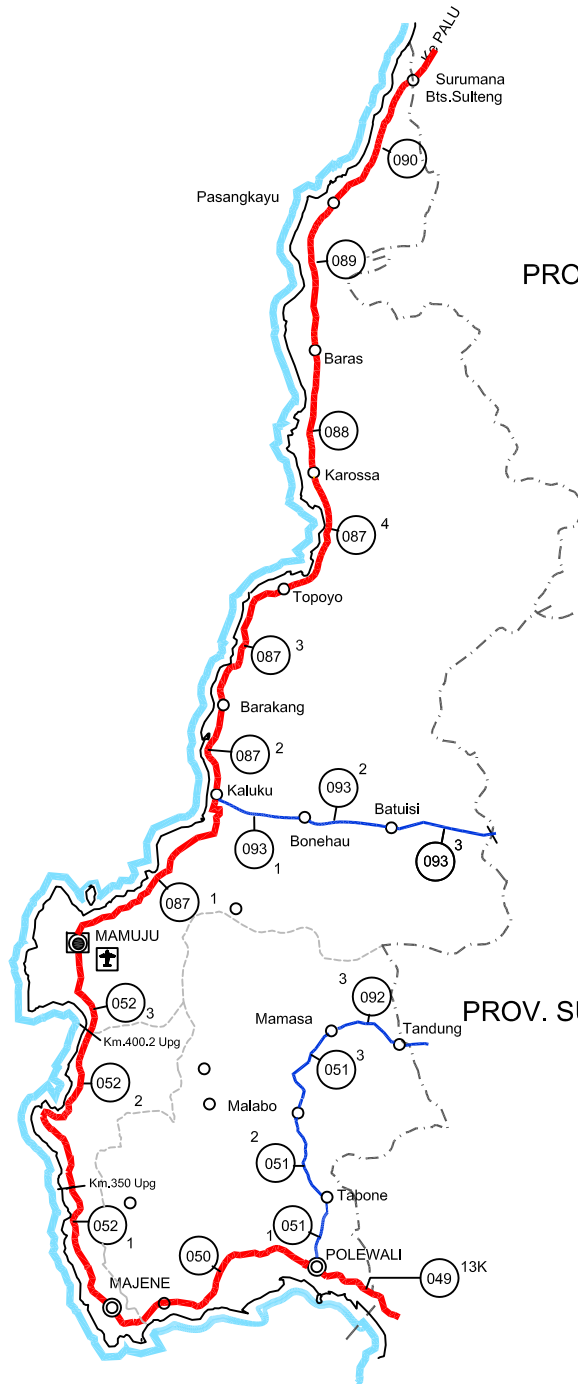 Ke PALU
Surumana
Bts.Sulteng
090
Pasangkayu
089
PRO
Baras
088
Karossa
087 4
Topoyo
087 3
Barakang
087 2
Kaluku
093 2
Batuisi
Bonehau
093 1
093 3
087 1
MAMUJU
052 3
092 3
PROV. SU
Mamasa
Tandung
Km.400.2 Upg
051 3
052 2
Malabo
051 2
Km.350 Upg
Tabone
052 1
051 1
050
POLEWALI
049 13K
MAJENE